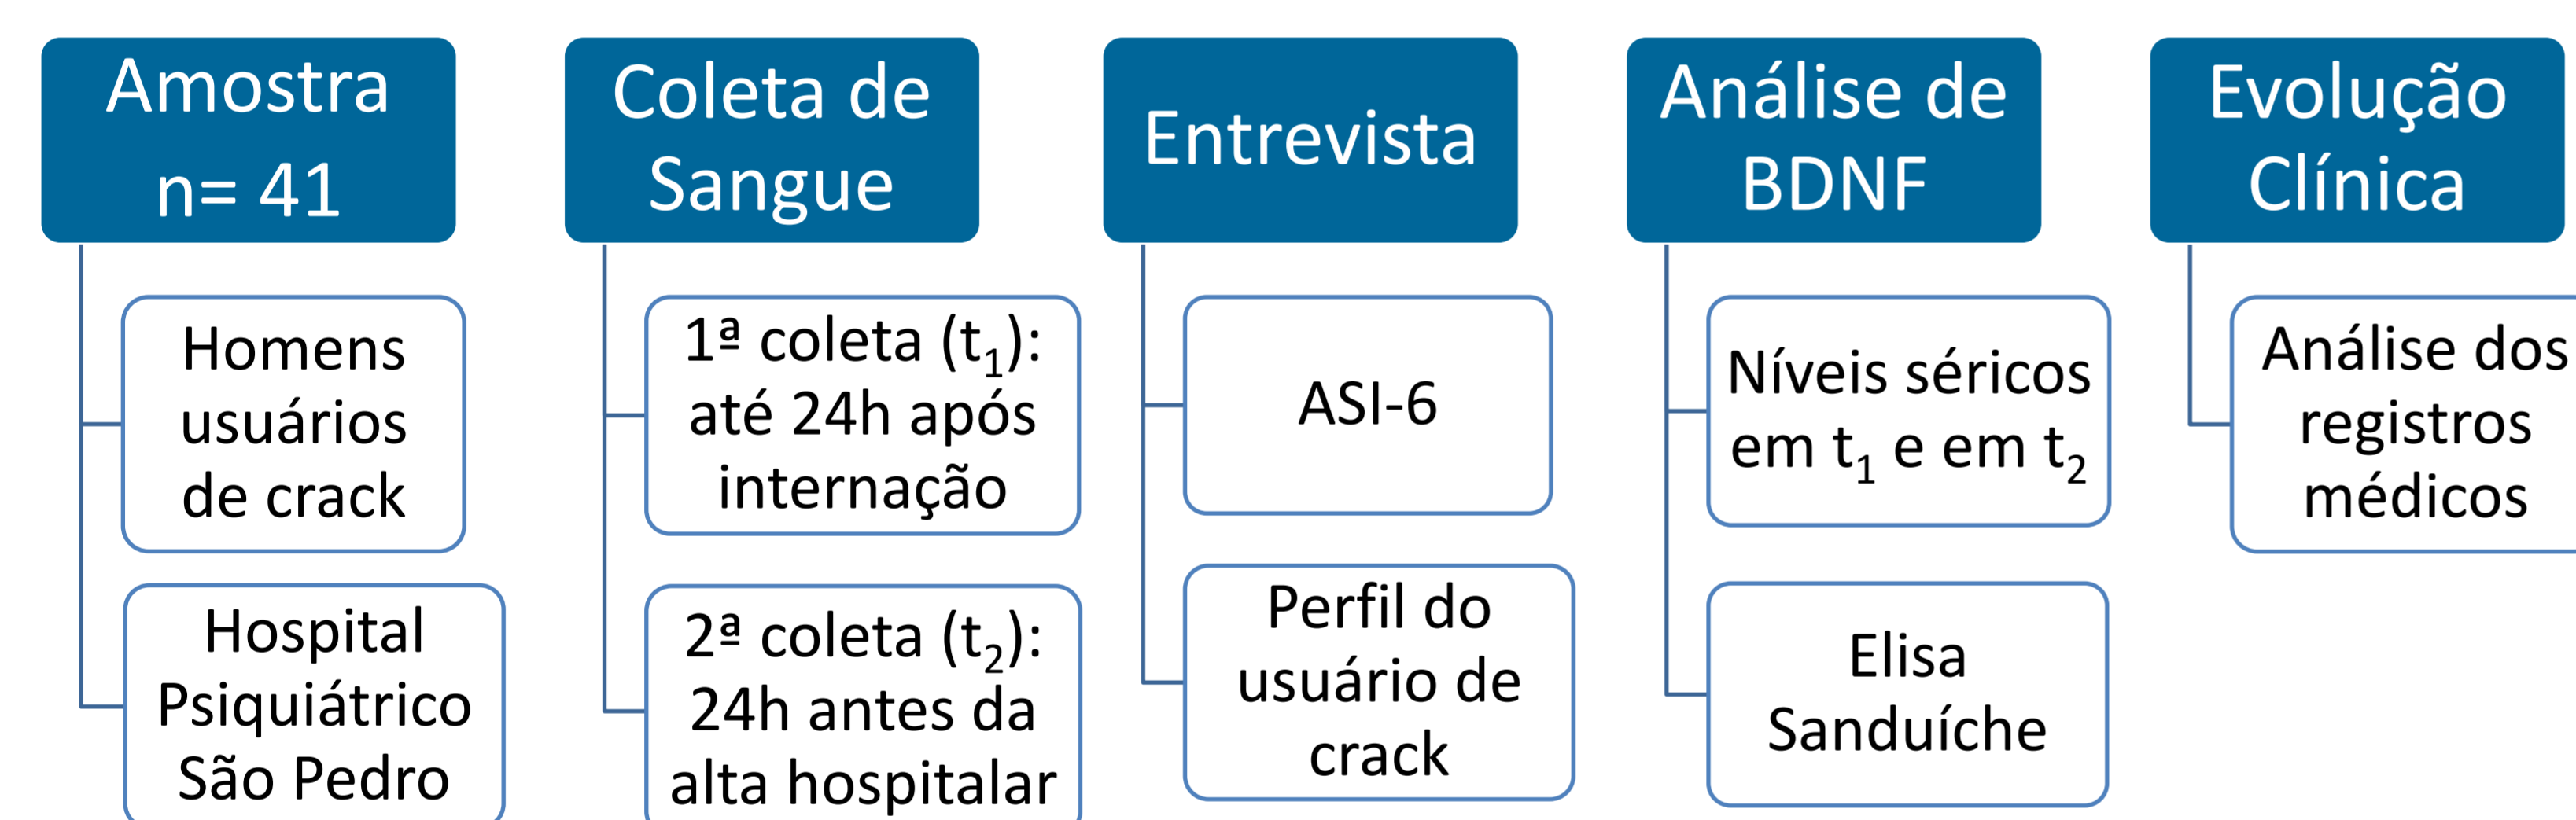 Amostra
n= 41
Homens
usuários
de crack
Hospital
Psiquiátrico
São Pedro
Coleta de
Sangue
1ª coleta (t₁):
até 24h após
internação
2ª coleta (t₂):
24h antes da
alta hospitalar
Entrevista
ASI-6
Perfil do
usuário de
crack
Análise de
BDNF
Níveis séricos
em t₁ e em t₂
Elisa
Sanduíche
Evolução
Clínica
Análise dos
registros
médicos